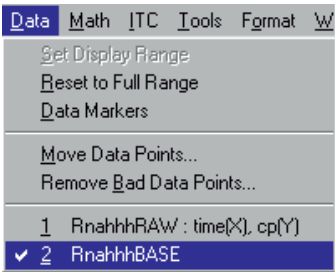 Data Math ITC Tools Format W
Set Display Range
Reset to Full Range
Data Markers
Move Data Points...
Remove Bad Data Points...
1 RnahhhRAW : time(X), cp(Y)
✔ 2 RnahhhBASE